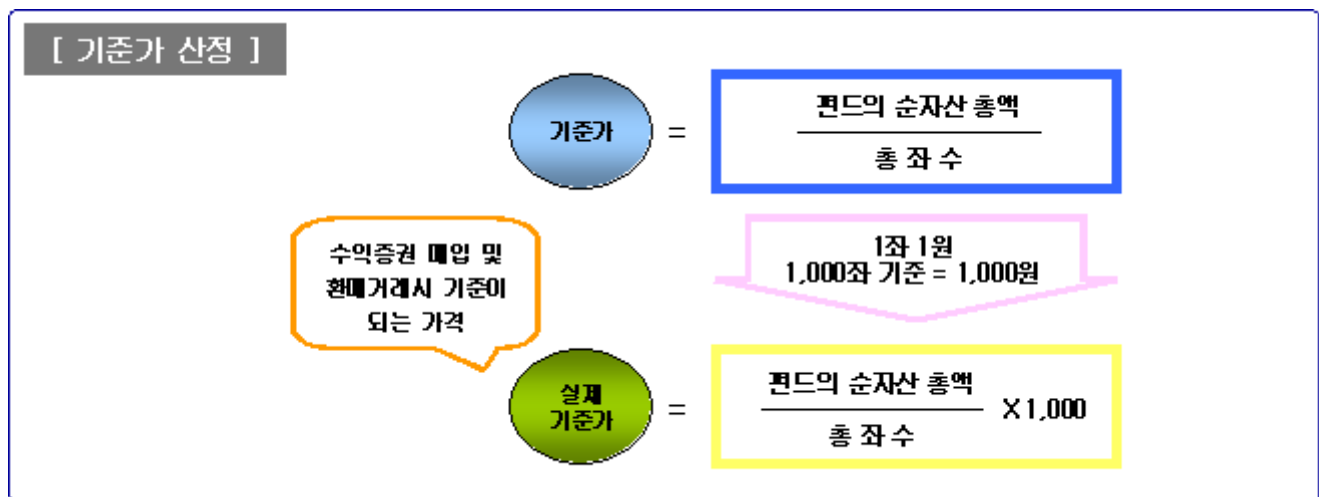 [ 기준가 산정 ]
기준가
=
펀드의 순자산 총액
총 좌 수
수익증권 매입 및
환매거래시 기준이
되는 가격
1좌 1원
1,000좌 기준 = 1,000원
실제
기준가
=
펀드의 순자산 총액
총 좌 수
X 1,000